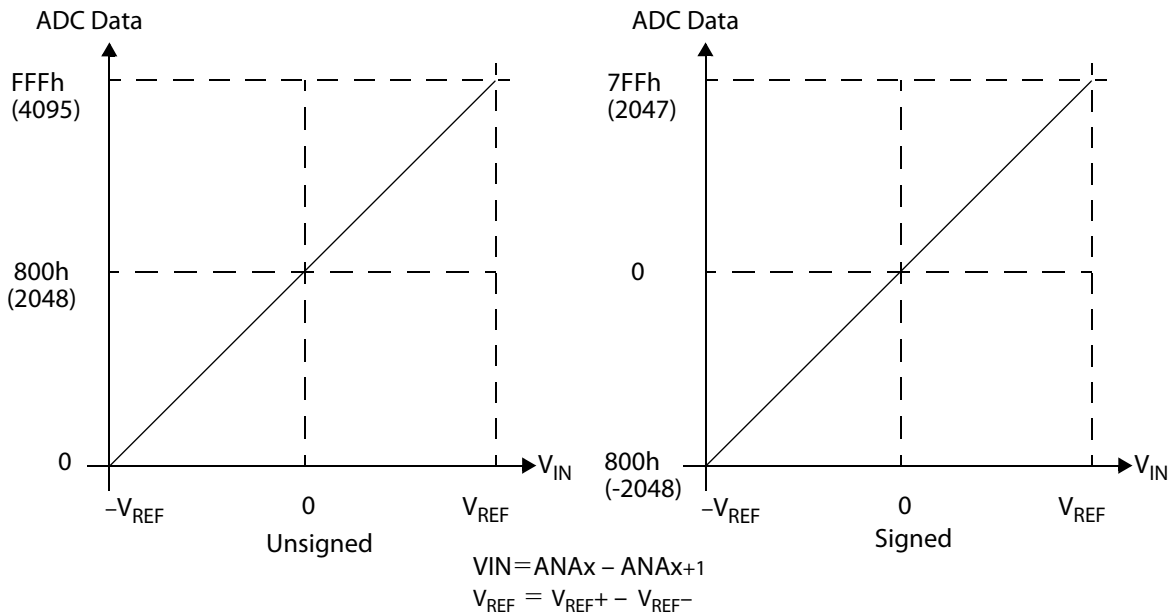 ADC Data
FFFh
(4095)
800h
(2048)
0
–VREF
0
VREF
VIN
Unsigned
ADC Data
7FFh
(2047)
0
800h
(-2048)
–VREF
0
VREF
VIN
Signed
VIN=ANAx – ANAx+1
VREF = VREF+ – VREF–